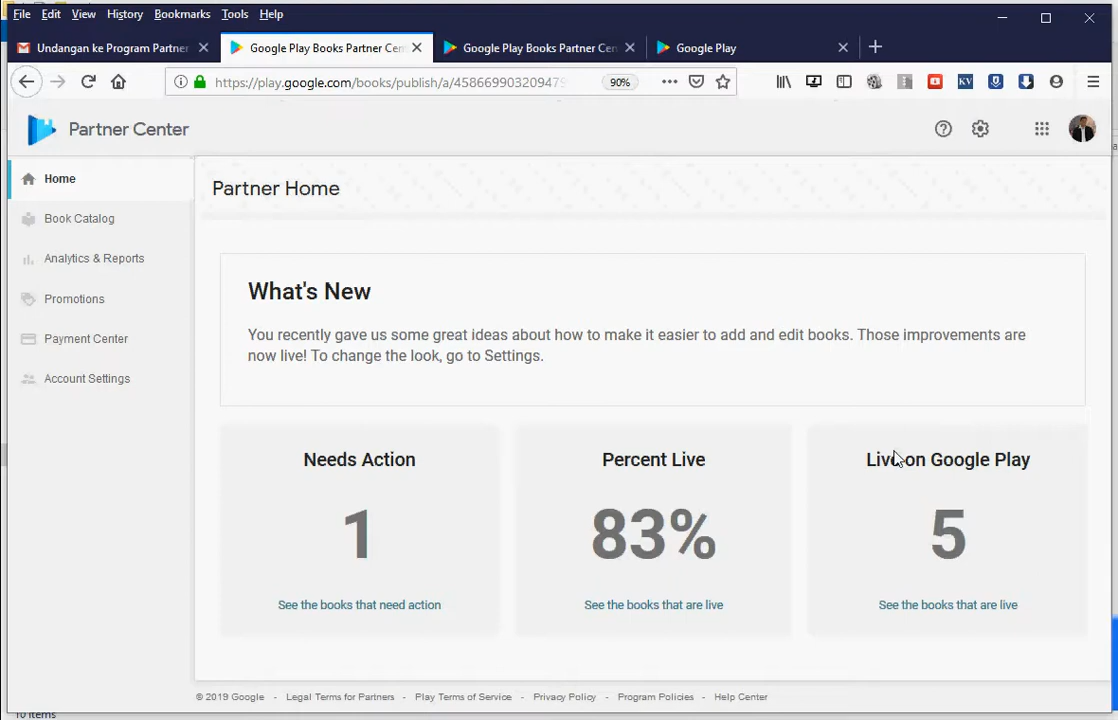 File Edit View History Bookmarks Tools Help
Undangan ke Program Partner
Google Play Books Partner Cen
Google Play Books Partner Cen
Google Play
https://play.google.com/books/publish/a/458669903209479
90%
KV
Partner Center
Home
Book Catalog
Analytics & Reports
Promotions
Payment Center
Account Settings
Partner Home
What's New
You recently gave us some great ideas about how to make it easier to add and edit books. Those improvements are
now live! To change the look, go to Settings.
Needs Action
1
See the books that need action
Percent Live
83%
See the books that are live
Live on Google Play
5
See the books that are live
© 2019 Google - Legal Terms for Partners - Play Terms of Service - Privacy Policy - Program Policies - Help Center
10 items